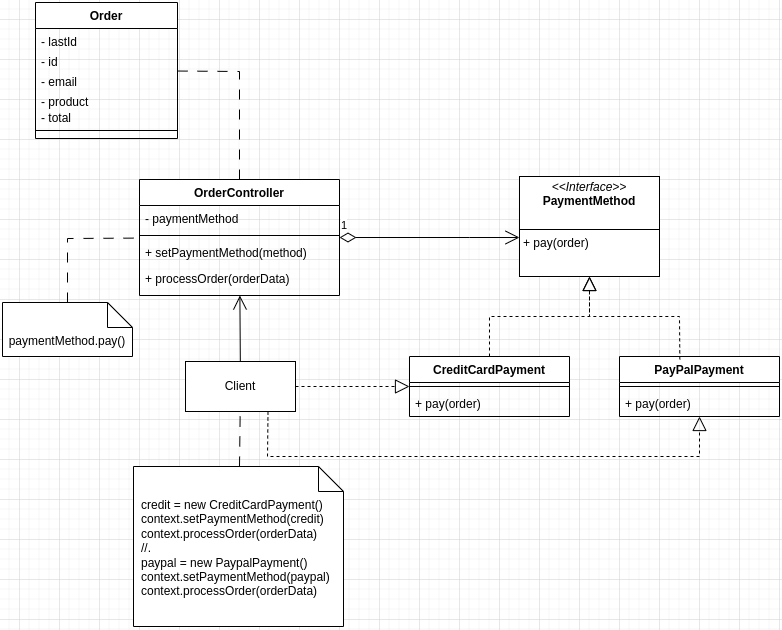 Order
- lastId
- id
- email
- product
- total
OrderController
- paymentMethod
+ setPaymentMethod(method)
+ processOrder(orderData)
1
<<Interface>>
PaymentMethod
+ pay(order)
paymentMethod.pay()
Client
CreditCardPayment
+ pay(order)
PayPalPayment
+ pay(order)
credit = new CreditCardPayment()
context.setPaymentMethod(credit)
context.processOrder(orderData)
//.
paypal = new PaypalPayment()
context.setPaymentMethod(paypal)
context.processOrder(orderData)